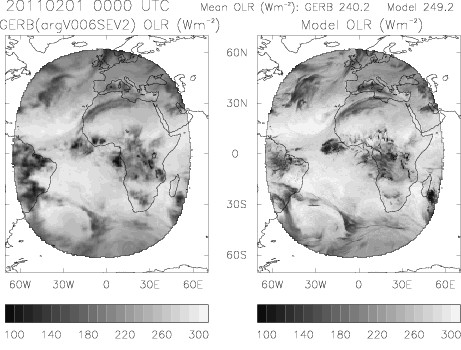 20110201 0000 UTC Mean OLR (Wm⁻²): GERB 240.2 Model 249.2
GERB(argV006SEV2) OLR (Wm⁻²) Model OLR (Wm⁻²)
60N
30N
0
30S
60S
60W 30W 0 30E 60E 60W 30W 0 30E 60E
100 140 180 220 260 300 100 140 180 220 260 300